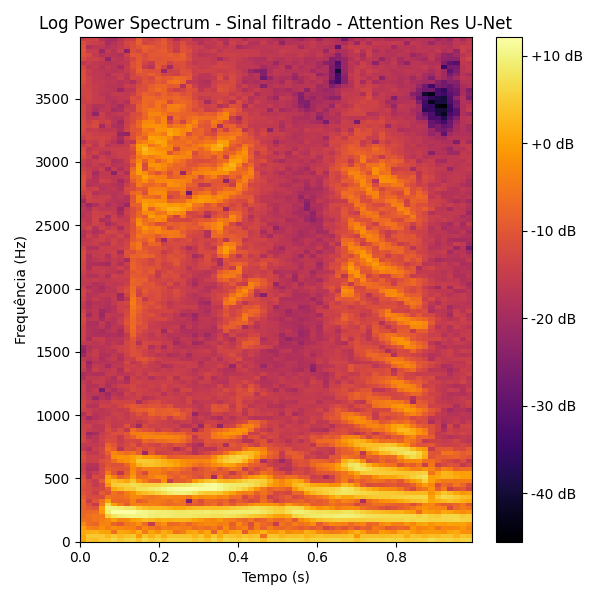 Log Power Spectrum - Sinal filtrado - Attention Res U-Net
Frequência (Hz)
3500
3000
2500
2000
1500
1000
500
0
0.0 0.2 0.4 0.6 0.8
Tempo (s)
+10 dB
+0 dB
-10 dB
-20 dB
-30 dB
-40 dB